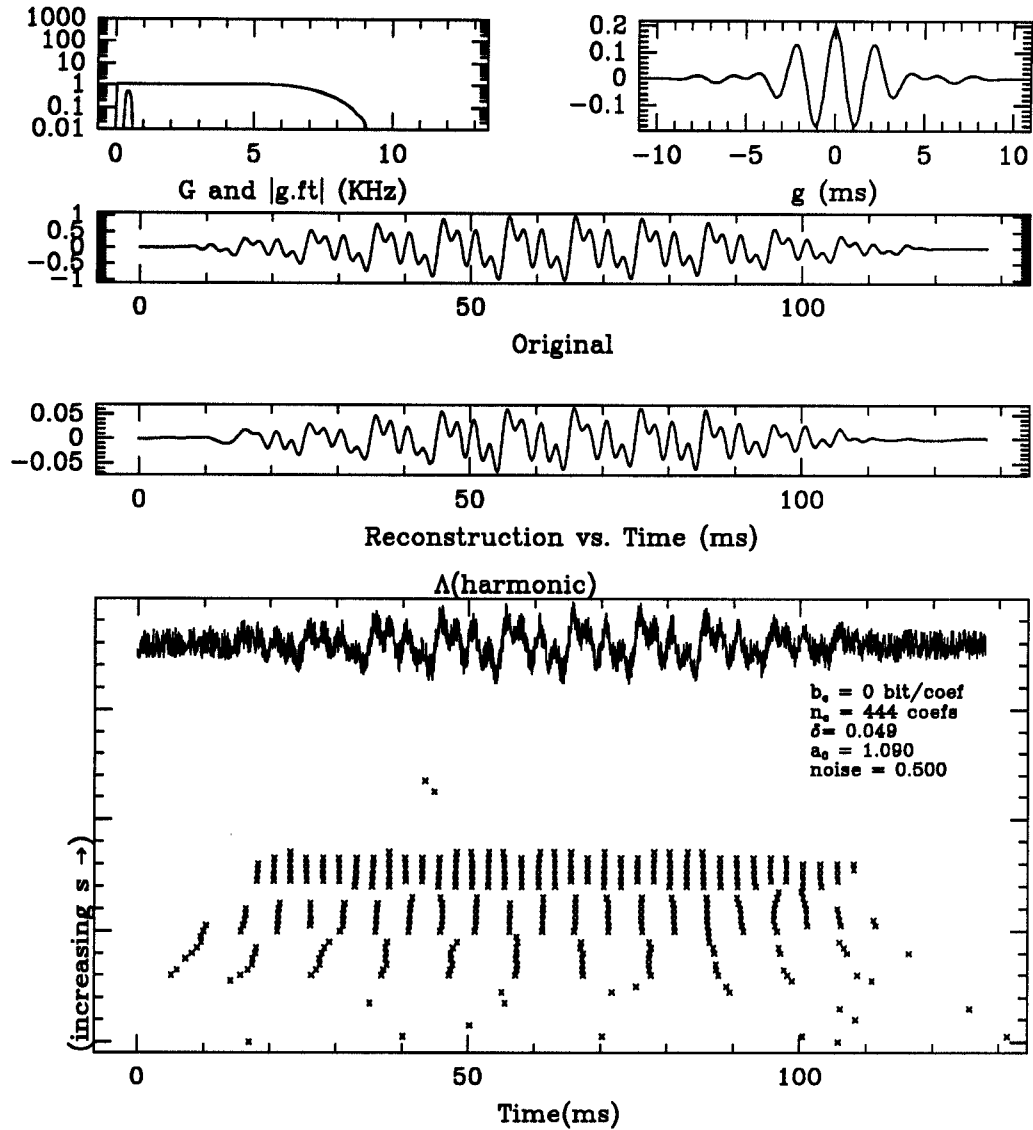 1000
100
10
1
0.1
0.01
0 5 10
G and |g.ft| (KHz)
0.2
0.1
0
−0.1
−10 −5 0 5 10
g (ms)
1
0.5
0
−0.5
−1
0 50 100
Original
0.05
0
−0.05
0 50 100
Reconstruction vs. Time (ms)
Λ(harmonic)
b = 0 bit/coef
n = 444 coefs
δ= 0.049
a₀ = 1.090
noise = 0.500
(increasing s →)
0 50 100
Time(ms)